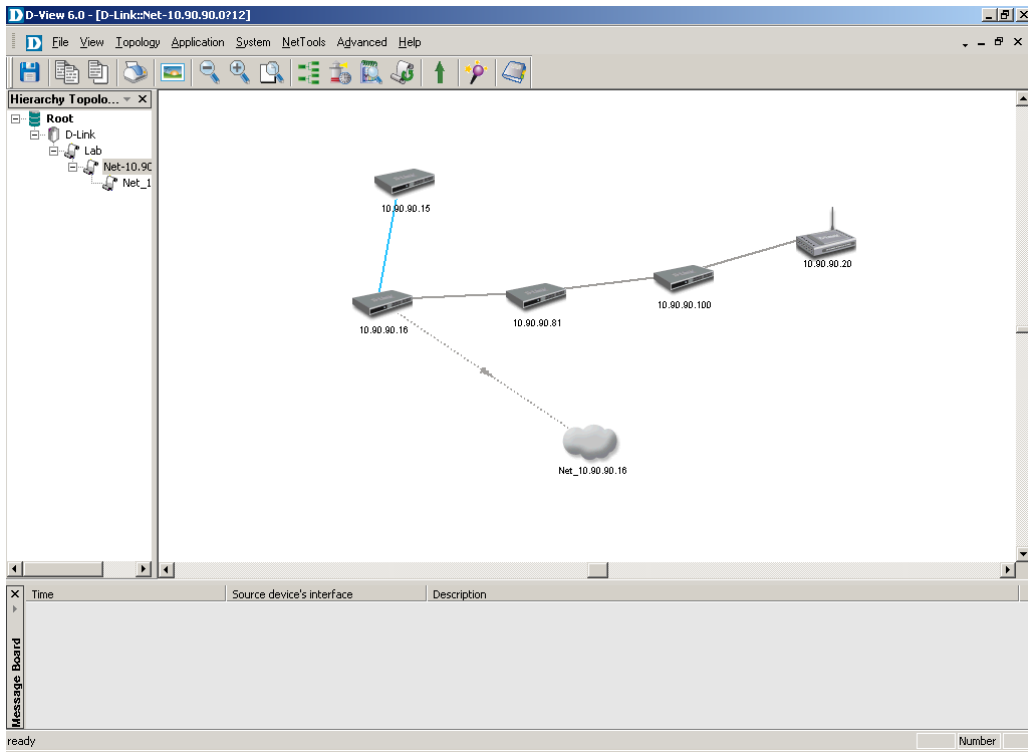 D-View 6.0 - [D-Link::Net-10.90.90.0?12]
File View Topology Application System NetTools Advanced Help
Hierarchy Topolo...
Root
D-Link
Lab
Net-10.90
Net_1
10.90.90.15
10.90.90.20
10.90.90.100
10.90.90.81
10.90.90.16
Net_10.90.90.16
Time Source device's interface Description
Message Board
ready Number